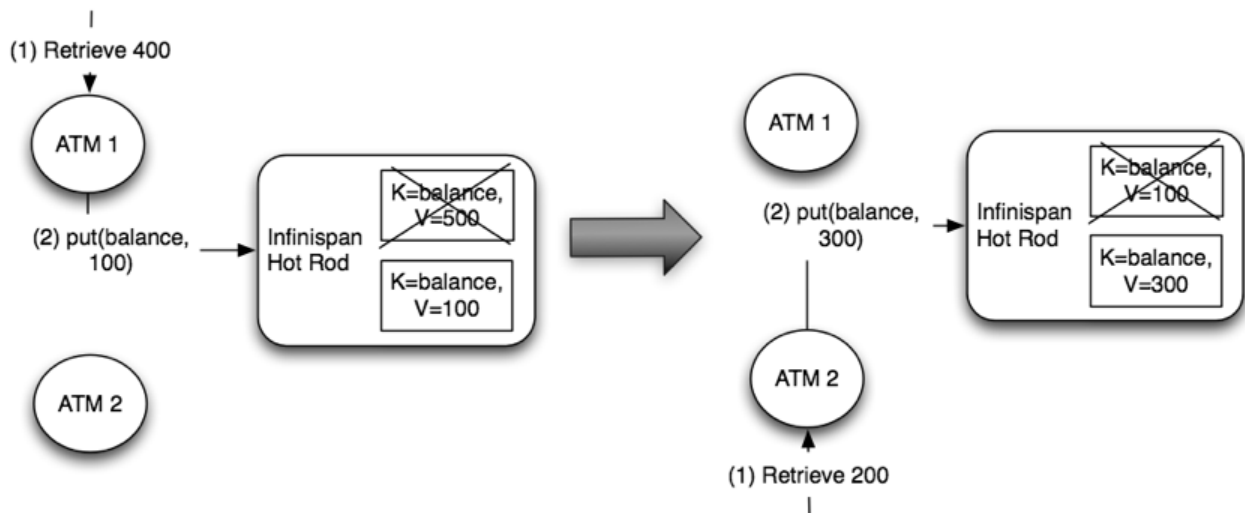 (1) Retrieve 400
ATM 1
(2) put(balance,
100)
Infinispan
Hot Rod
K=balance,
V=500
K=balance,
V=100
ATM 2
ATM 1
(2) put(balance,
300)
Infinispan
Hot Rod
K=balance,
V=100
K=balance,
V=300
ATM 2
(1) Retrieve 200